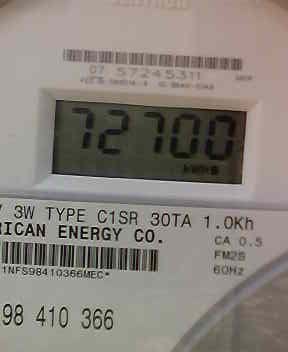 07 57245311
72700
kWHS
V 3W TYPE C1SR 30TA 1.0Kh
RICAN ENERGY CO.
CA 0.5
FM2S
60Hz
1NFS98410366MEC*
98 410 366